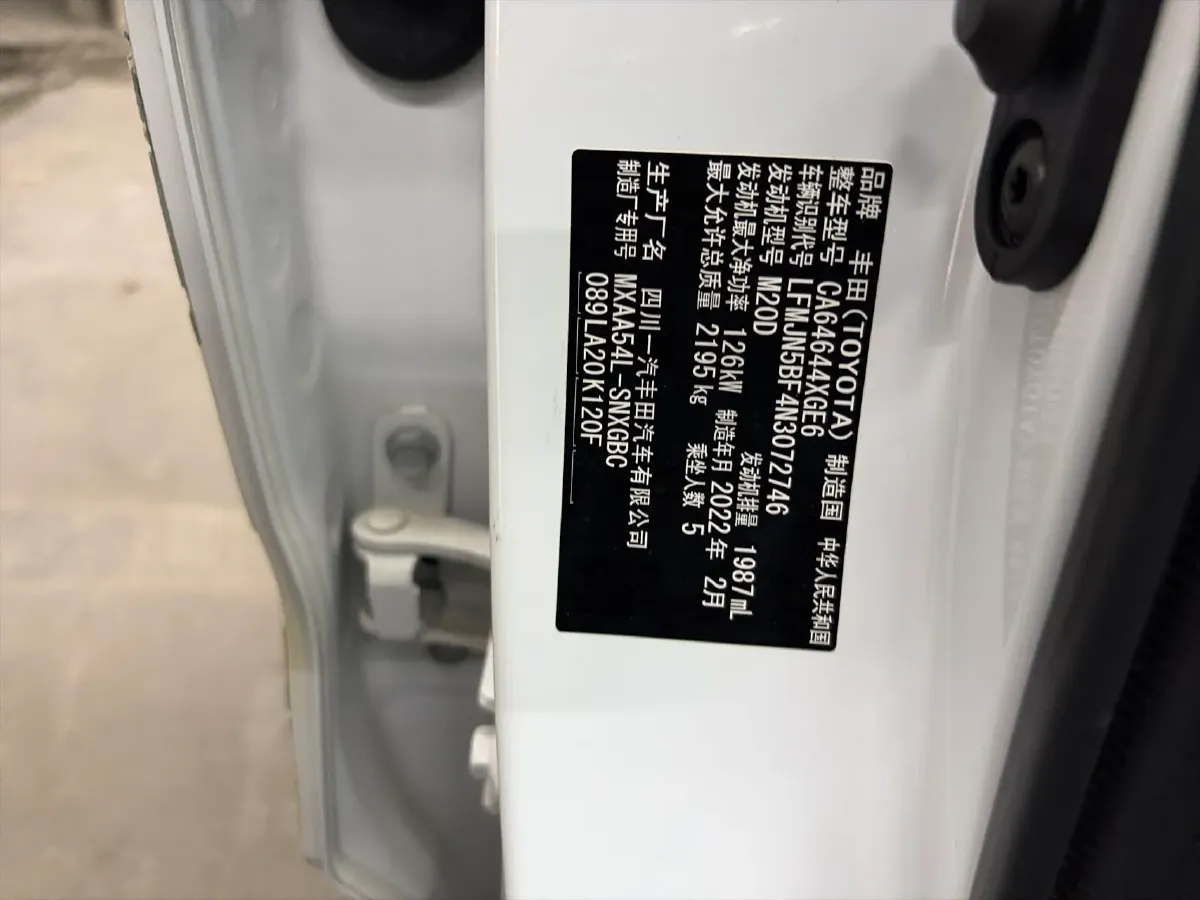 品牌 丰田(TOYOTA) 制造国 中华人民共和国
整车型号 CA64644XGE6
车辆识别代号 LFMJN5BF4N3072746
发动机型号 M20D 发动机排量 1987mL
发动机最大净功率 126kW 制造年月 2022年 2月
最大允许总质量 2195kg 乘坐人数 5
生产厂名 四川一汽丰田汽车有限公司
制造厂专用号 MXAA54L-SNXGBC
089 LA20 K120F